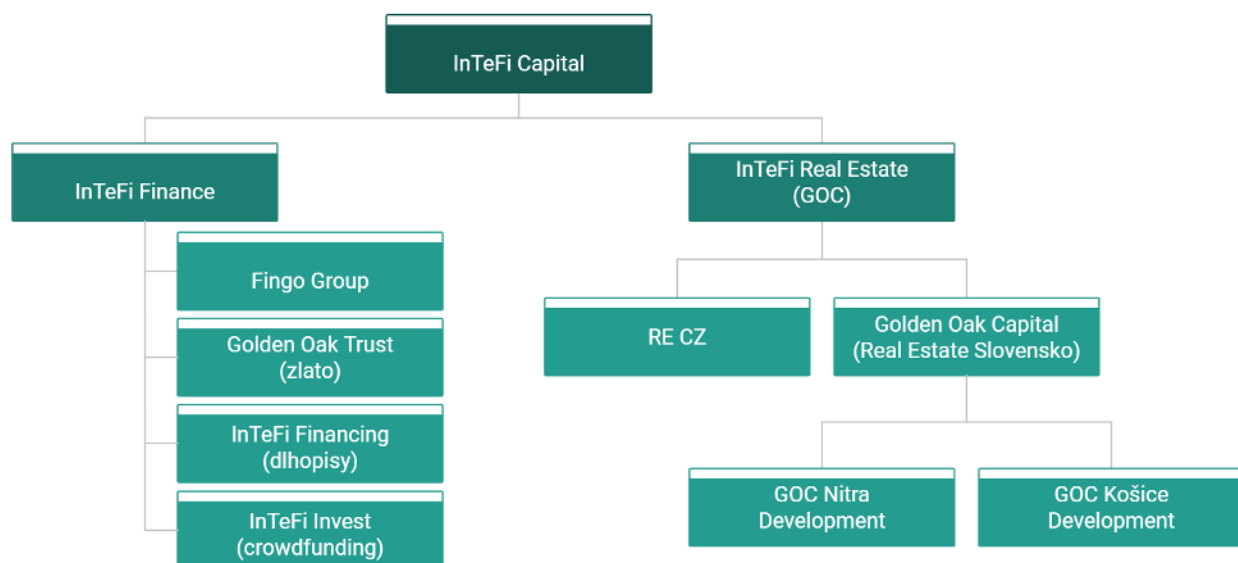 InTeFi Capital
InTeFi Finance
InTeFi Real Estate
(GOC)
Fingo Group
Golden Oak Trust
(zlato)
InTeFi Financing
(dlhopisy)
InTeFi Invest
(crowdfunding)
RE CZ
Golden Oak Capital
(Real Estate Slovensko)
GOC Nitra
Development
GOC Košice
Development